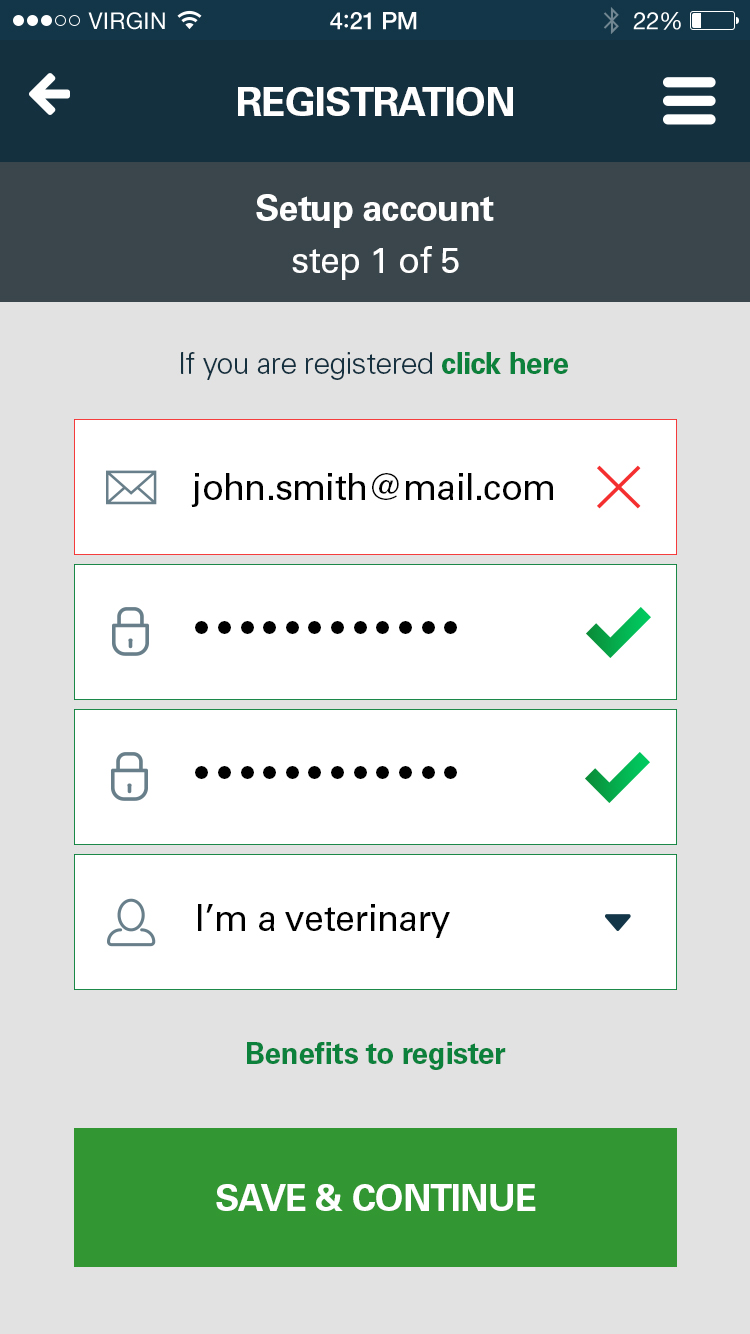 VIRGIN 4:21 PM 22%
REGISTRATION
Setup account
step 1 of 5
If you are registered click here
john.smith@mail.com
••••••••••••
••••••••••••
I’m a veterinary
Benefits to register
SAVE & CONTINUE